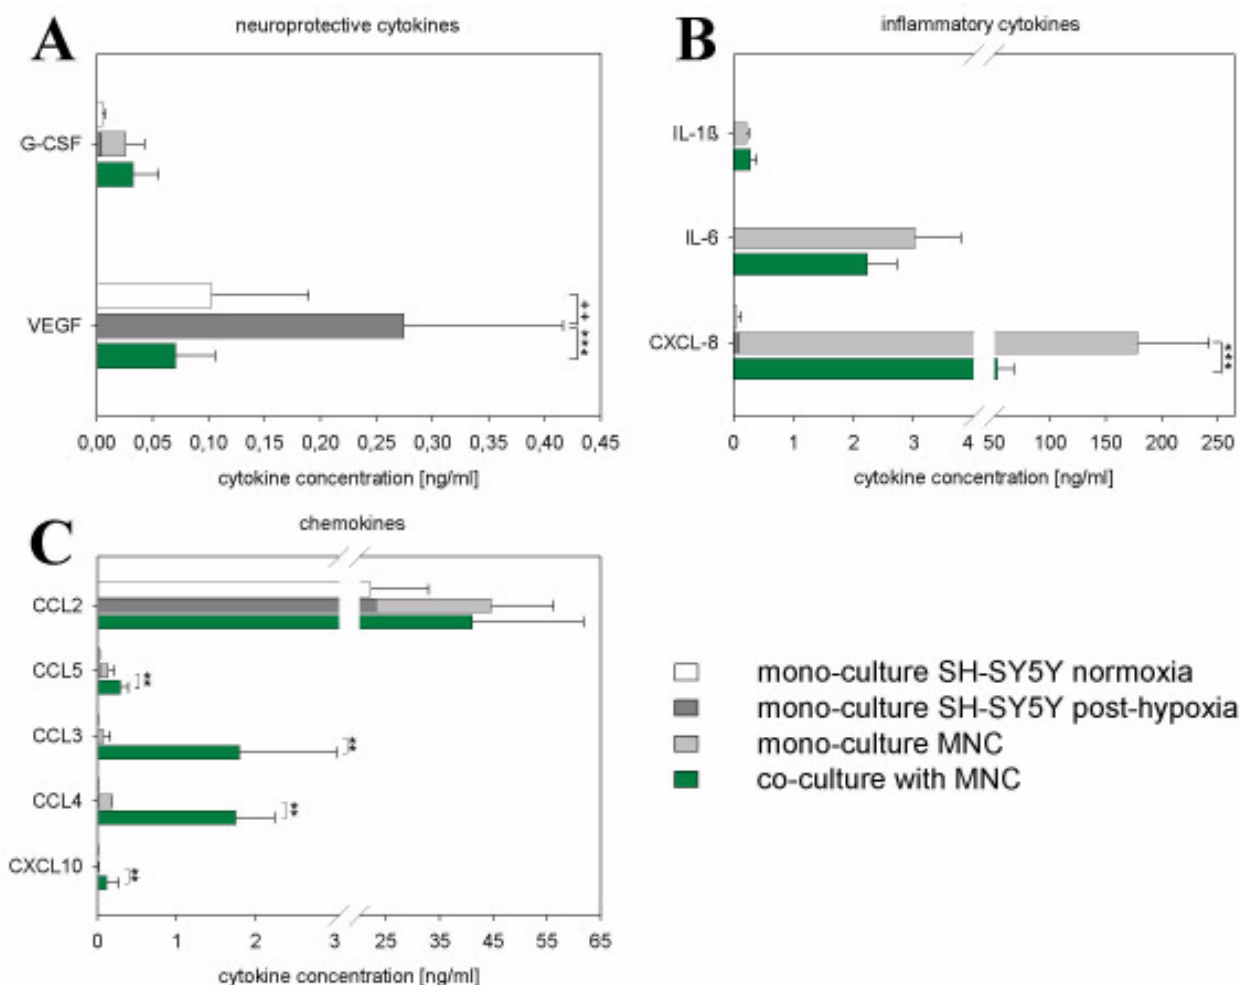 A
neuroprotective cytokines
G-CSF
VEGF
++
***
0,00 0,05 0,10 0,15 0,20 0,25 0,30 0,35 0,40 0,45
cytokine concentration [ng/ml]
B
inflammatory cytokines
IL-1ß
IL-6
CXCL-8
***
0 1 2 3 4 50 100 150 200 250
cytokine concentration [ng/ml]
C
chemokines
CCL2
CCL5
**
CCL3
**
CCL4
**
CXCL10
**
0 1 2 3 25 35 45 55 65
cytokine concentration [ng/ml]
mono-culture SH-SY5Y normoxia
mono-culture SH-SY5Y post-hypoxia
mono-culture MNC
co-culture with MNC